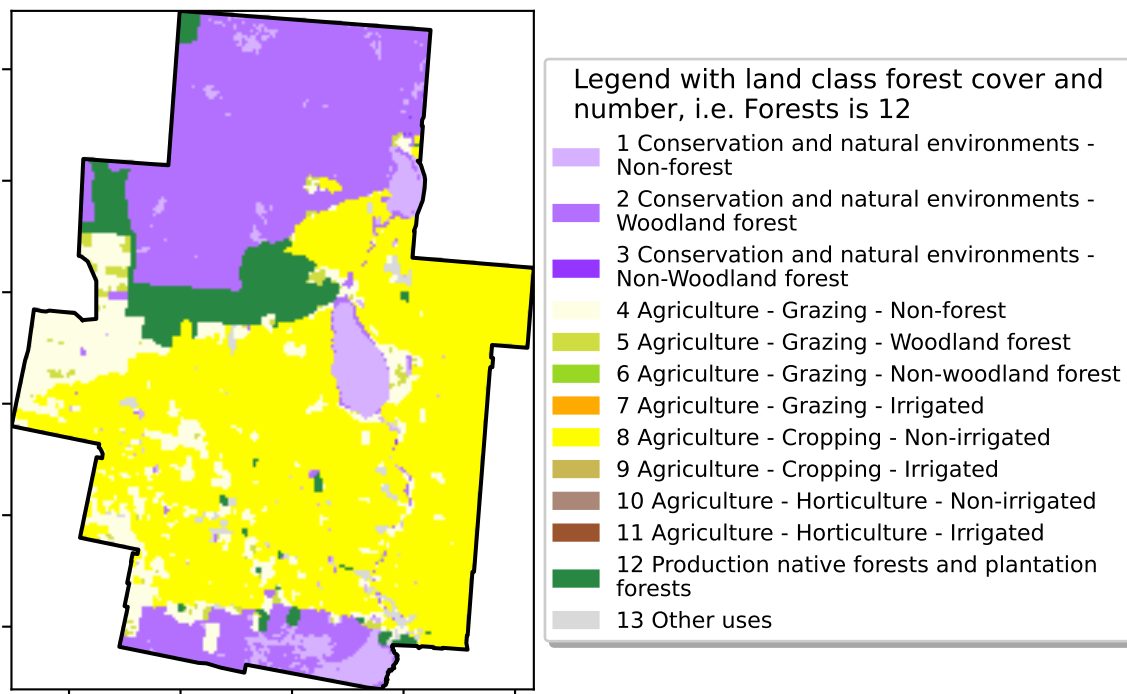 Legend with land class forest cover and
number, i.e. Forests is 12
1 Conservation and natural environments -
Non-forest
2 Conservation and natural environments -
Woodland forest
3 Conservation and natural environments -
Non-Woodland forest
4 Agriculture - Grazing - Non-forest
5 Agriculture - Grazing - Woodland forest
6 Agriculture - Grazing - Non-woodland forest
7 Agriculture - Grazing - Irrigated
8 Agriculture - Cropping - Non-irrigated
9 Agriculture - Cropping - Irrigated
10 Agriculture - Horticulture - Non-irrigated
11 Agriculture - Horticulture - Irrigated
12 Production native forests and plantation
forests
13 Other uses